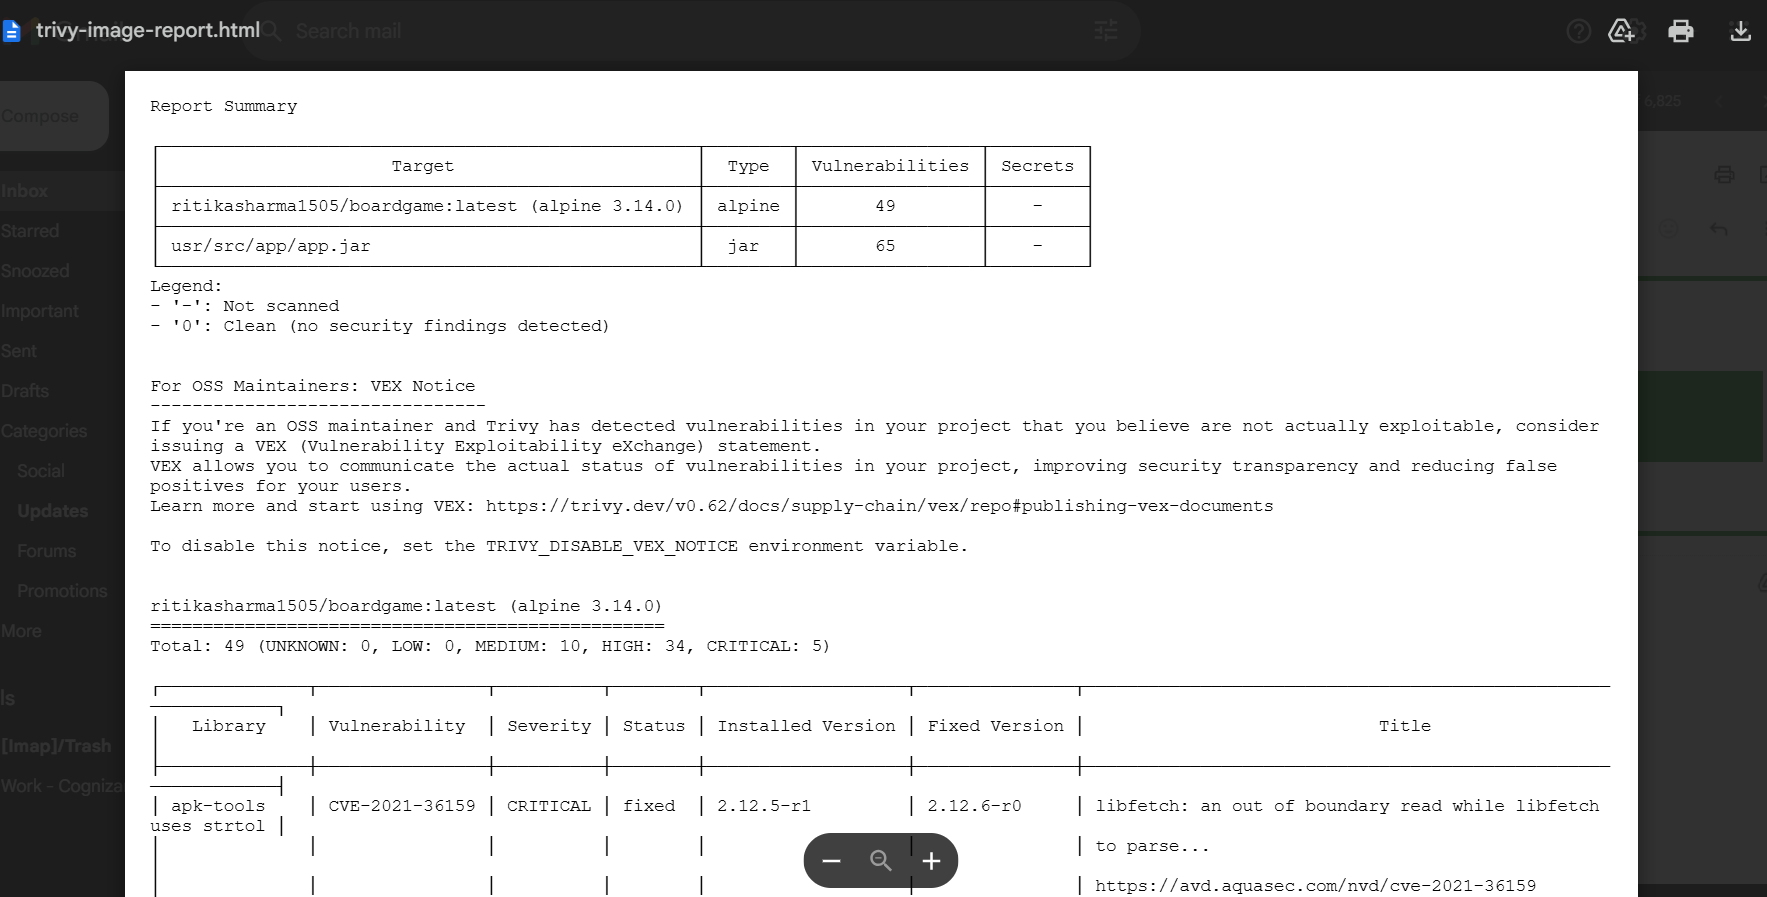 trivy-image-report.html
Search mail
Compose
6,825
Inbox
Starred
Snoozed
Important
Sent
Drafts
Categories
Social
Updates
Forums
Promotions
More
ls
[Imap]/Trash
Work - Cogniza
Report Summary
Target Type Vulnerabilities Secrets
ritikasharma1505/boardgame:latest (alpine 3.14.0) alpine 49 -
usr/src/app/app.jar jar 65 -
Legend:
- '-': Not scanned
- '0': Clean (no security findings detected)
For OSS Maintainers: VEX Notice
--------------------------------
If you're an OSS maintainer and Trivy has detected vulnerabilities in your project that you believe are not actually exploitable, consider
issuing a VEX (Vulnerability Exploitability eXchange) statement.
VEX allows you to communicate the actual status of vulnerabilities in your project, improving security transparency and reducing false
positives for your users.
Learn more and start using VEX: https://trivy.dev/v0.62/docs/supply-chain/vex/repo#publishing-vex-documents
To disable this notice, set the TRIVY_DISABLE_VEX_NOTICE environment variable.
ritikasharma1505/boardgame:latest (alpine 3.14.0)
=================================================
Total: 49 (UNKNOWN: 0, LOW: 0, MEDIUM: 10, HIGH: 34, CRITICAL: 5)
Library Vulnerability Severity Status Installed Version Fixed Version Title
apk-tools CVE-2021-36159 CRITICAL fixed 2.12.5-r1 2.12.6-r0 libfetch: an out of boundary read while libfetch
uses strtol
to parse...
https://avd.aquasec.com/nvd/cve-2021-36159